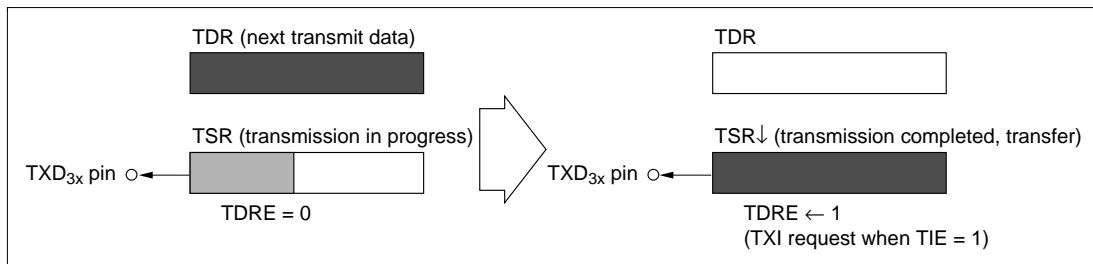 TDR (next transmit data)
TSR (transmission in progress)
TXD3x pin
TDRE = 0
TDR
TSR↓ (transmission completed, transfer)
TXD3x pin
TDRE ← 1
(TXI request when TIE = 1)